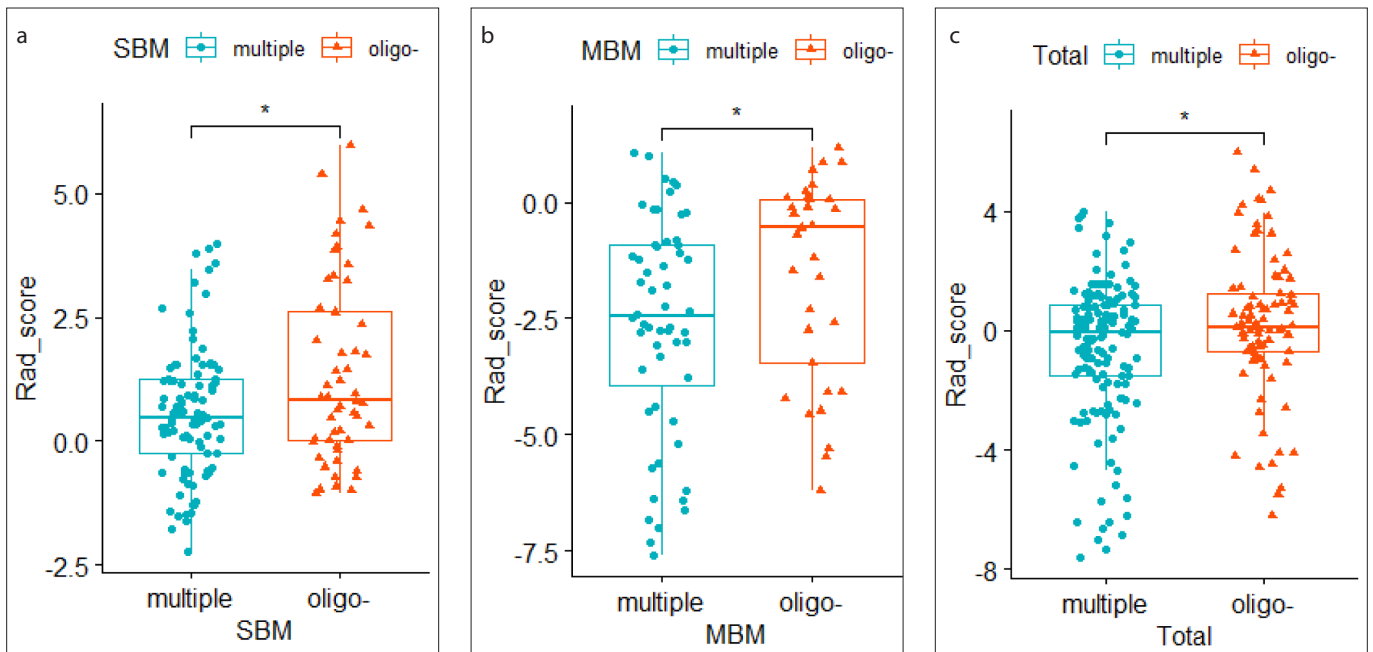 a
SBM multiple oligo-
*
5.0
2.5
0.0
-2.5
Rad_score
multiple oligo-
SBM
b
MBM multiple oligo-
*
0.0
-2.5
-5.0
-7.5
Rad_score
multiple oligo-
MBM
c
Total multiple oligo-
*
4
0
-4
-8
Rad_score
multiple oligo-
Total